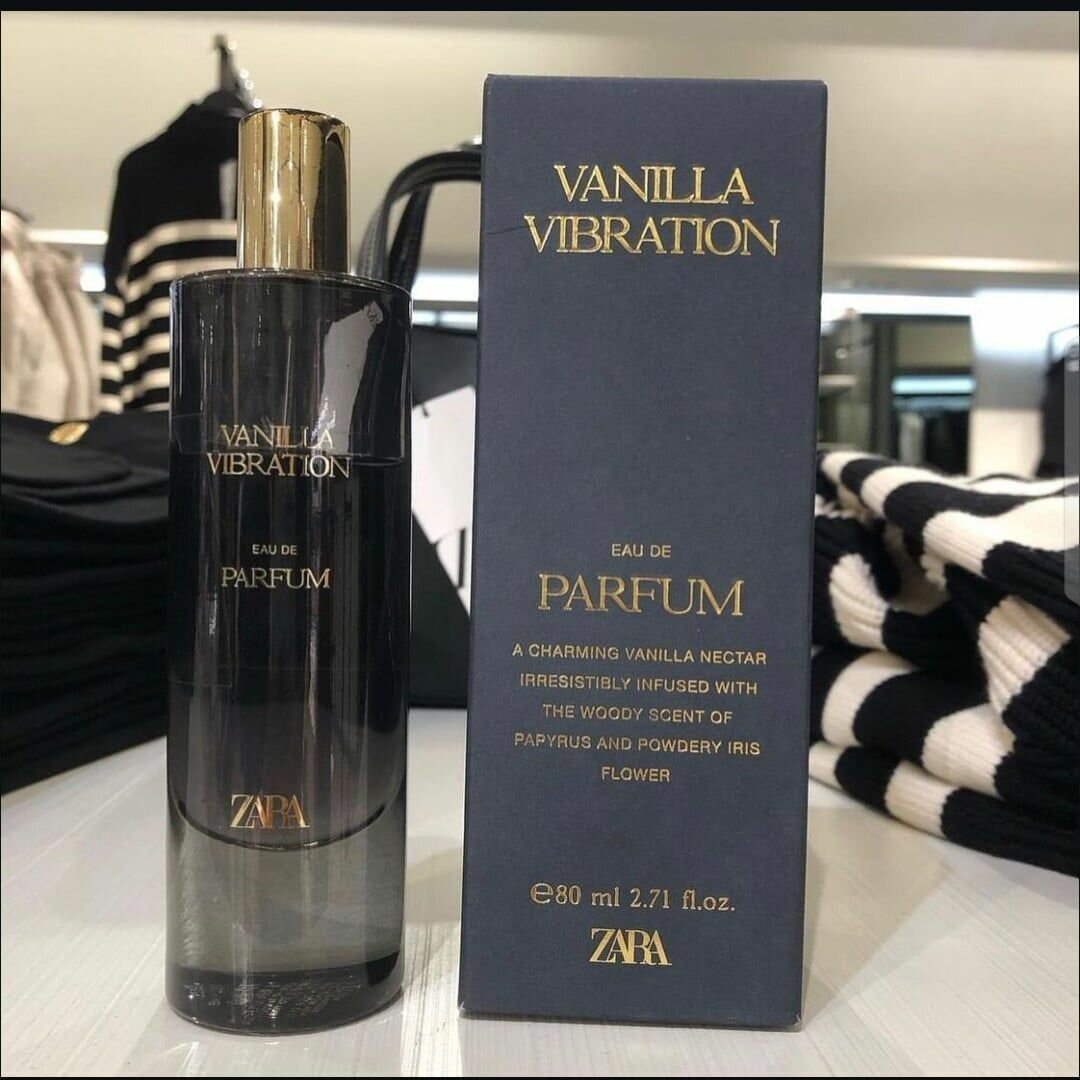 VANILLA
VIBRATION
EAU DE
PARFUM
ZARA
VANILLA
VIBRATION
EAU DE
PARFUM
A CHARMING VANILLA NECTAR
IRRESISTIBLY INFUSED WITH
THE WOODY SCENT OF
PAPYRUS AND POWDERY IRIS
FLOWER
℮80 ml 2.71 fl.oz.
ZARA